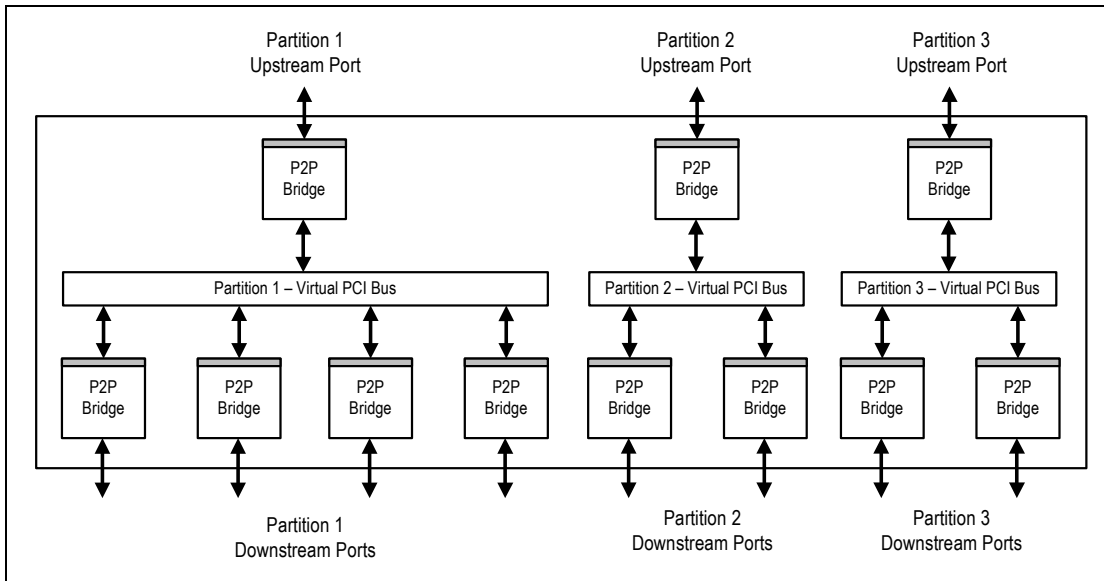 Partition 1
Upstream Port
Partition 2
Upstream Port
Partition 3
Upstream Port
P2P
Bridge
P2P
Bridge
P2P
Bridge
Partition 1 – Virtual PCI Bus
Partition 2 – Virtual PCI Bus
Partition 3 – Virtual PCI Bus
P2P
Bridge
P2P
Bridge
P2P
Bridge
P2P
Bridge
P2P
Bridge
P2P
Bridge
P2P
Bridge
P2P
Bridge
Partition 1
Downstream Ports
Partition 2
Downstream Ports
Partition 3
Downstream Ports